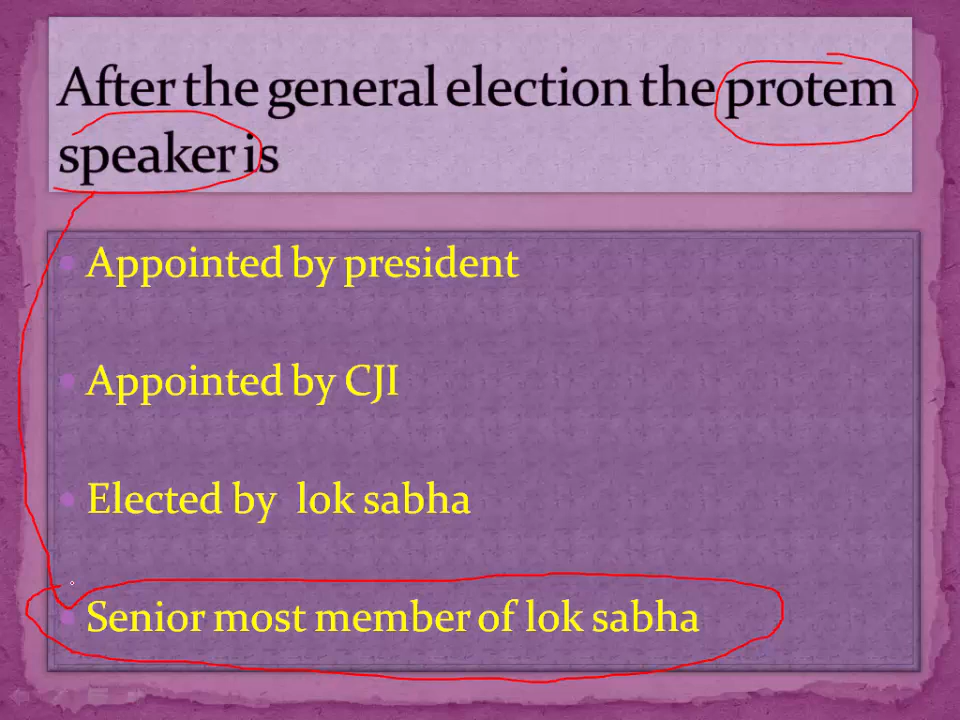 After the general election the protem
speaker is
Appointed by president
Appointed by CJI
Elected by lok sabha
Senior most member of lok sabha